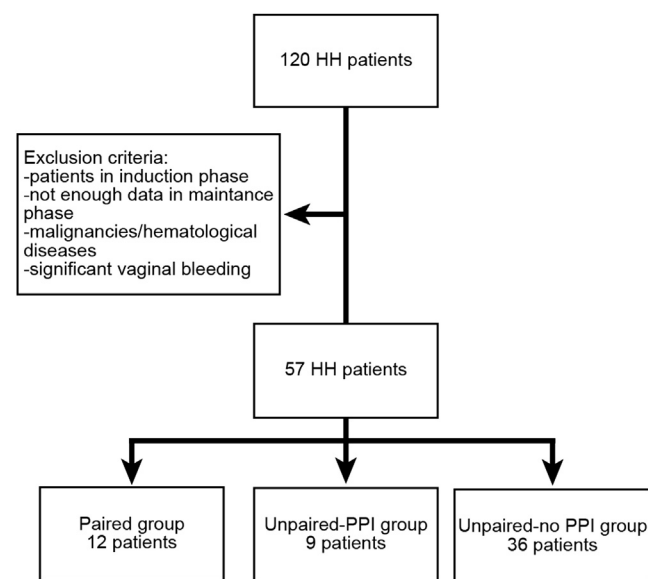 120 HH patients
Exclusion criteria:
-patients in induction phase
-not enough data in maintance
phase
-malignancies/hematological
diseases
-significant vaginal bleeding
57 HH patients
Paired group
12 patients
Unpaired-PPI group
9 patients
Unpaired-no PPI group
36 patients